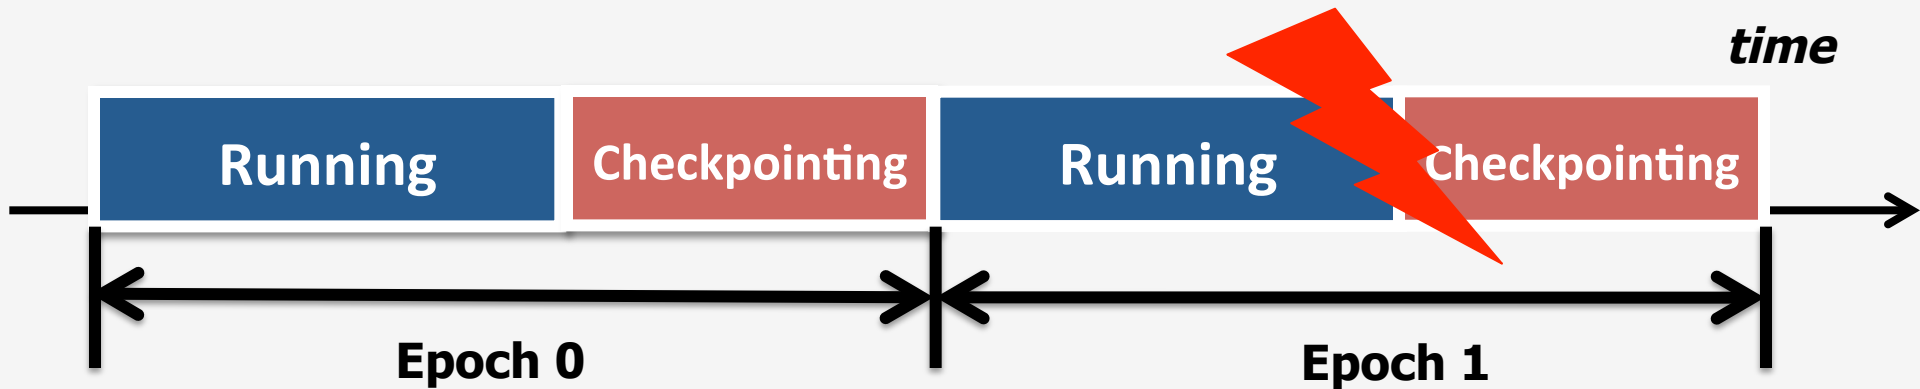 time
Running
Checkpointing
Running
Checkpointing
Epoch 0
Epoch 1